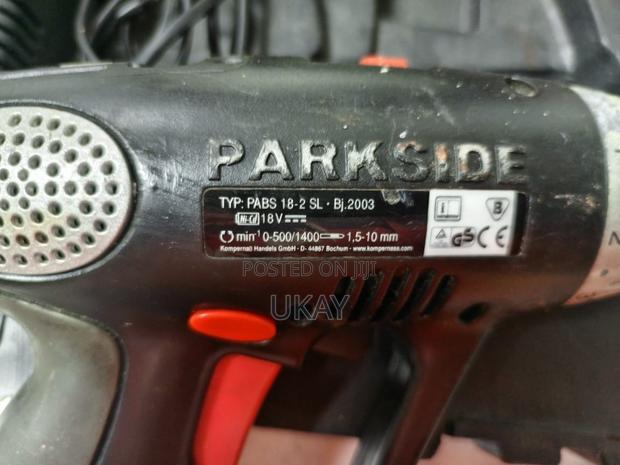 PARKSIDE
TYP: PABS 18-2 SL · Bj.2003
Ni-Cd 18V
min⁻¹ 0-500/1400 1,5-10 mm
Kompernaß Handels GmbH · D- 44867 Bochum · www.kompernass.com
i B
GS CE
POSTED ON JIJI
UKAY